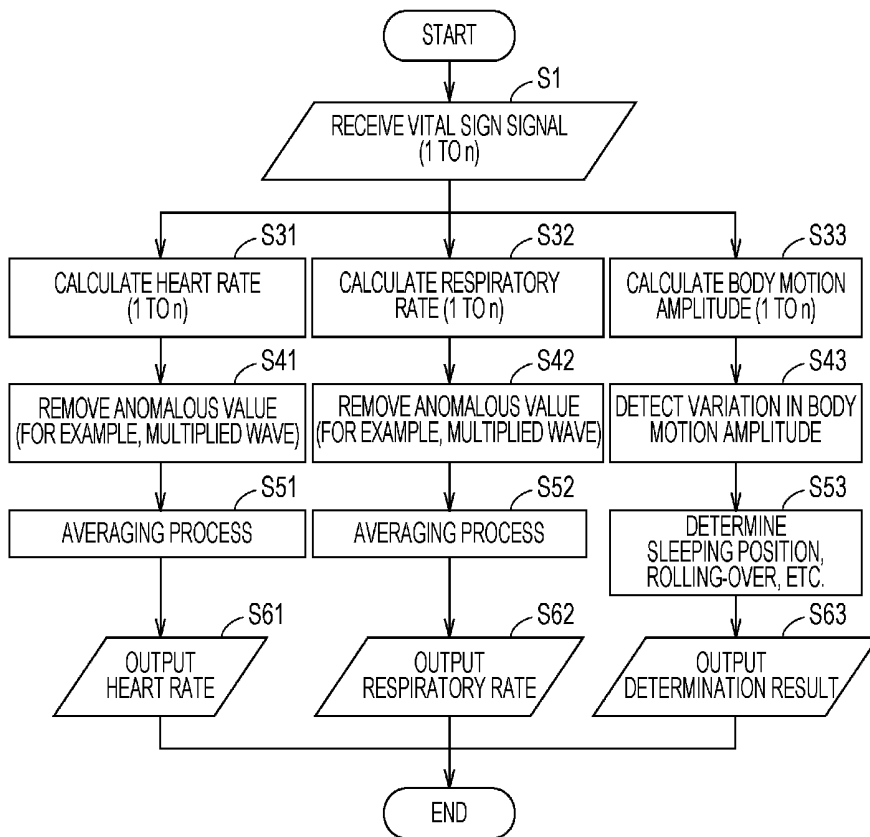 START
S1
RECEIVE VITAL SIGN SIGNAL
(1 TO n)
S31
CALCULATE HEART RATE
(1 TO n)
S32
CALCULATE RESPIRATORY
RATE (1 TO n)
S33
CALCULATE BODY MOTION
AMPLITUDE (1 TO n)
S41
REMOVE ANOMALOUS VALUE
(FOR EXAMPLE, MULTIPLIED WAVE)
S42
REMOVE ANOMALOUS VALUE
(FOR EXAMPLE, MULTIPLIED WAVE)
S43
DETECT VARIATION IN BODY
MOTION AMPLITUDE
S51
AVERAGING PROCESS
S52
AVERAGING PROCESS
S53
DETERMINE
SLEEPING POSITION,
ROLLING-OVER, ETC.
S61
OUTPUT
HEART RATE
S62
OUTPUT
RESPIRATORY RATE
S63
OUTPUT
DETERMINATION RESULT
END